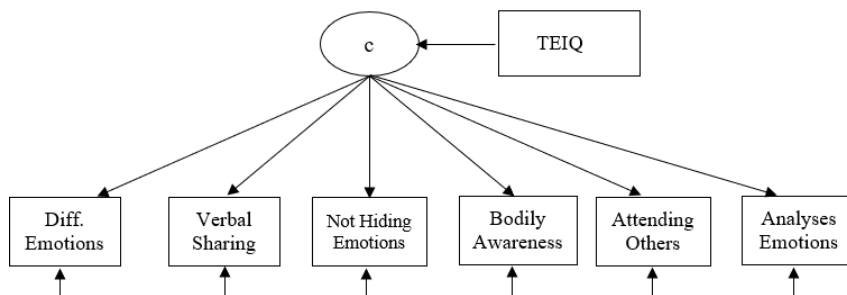 c
TEIQ
Diff.
Emotions
Verbal
Sharing
Not Hiding
Emotions
Bodily
Awareness
Attending
Others
Analyses
Emotions